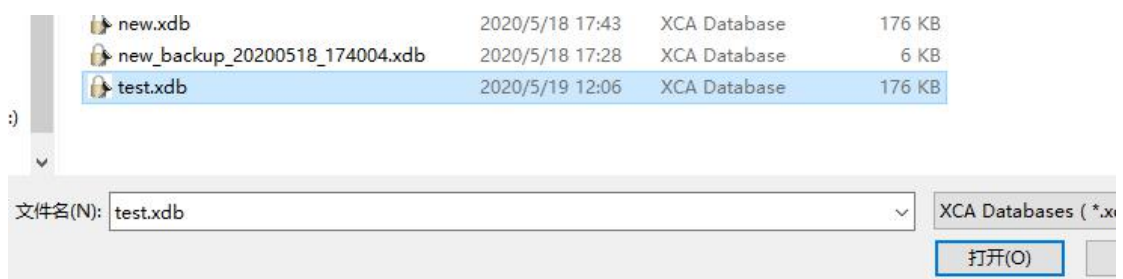 new.xdb 2020/5/18 17:43 XCA Database 176 KB
new_backup_20200518_174004.xdb 2020/5/18 17:28 XCA Database 6 KB
test.xdb 2020/5/19 12:06 XCA Database 176 KB
:)
文件名(N): test.xdb XCA Databases ( *.x
打开(O)